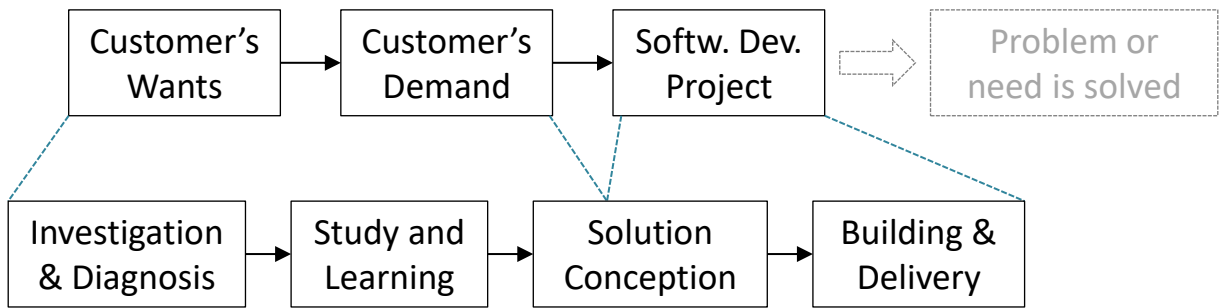 Customer’s
Wants
Customer’s
Demand
Softw. Dev.
Project
Problem or
need is solved
Investigation
& Diagnosis
Study and
Learning
Solution
Conception
Building &
Delivery